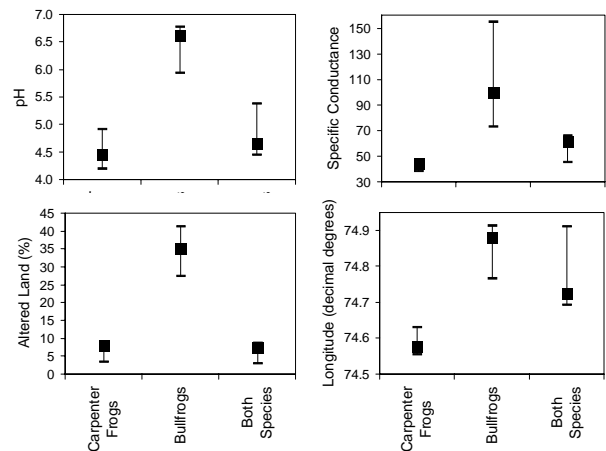 pH
7.0
6.5
6.0
5.5
5.0
4.5
4.0
Specific Conductance
150
130
110
90
70
50
30
Altered Land (%)
45
40
35
30
25
20
15
10
5
0
Carpenter
Frogs
Bullfrogs
Both
Species
Longitude (decimal degrees)
74.9
74.8
74.7
74.6
74.5
Carpenter
Frogs
Bullfrogs
Both
Species